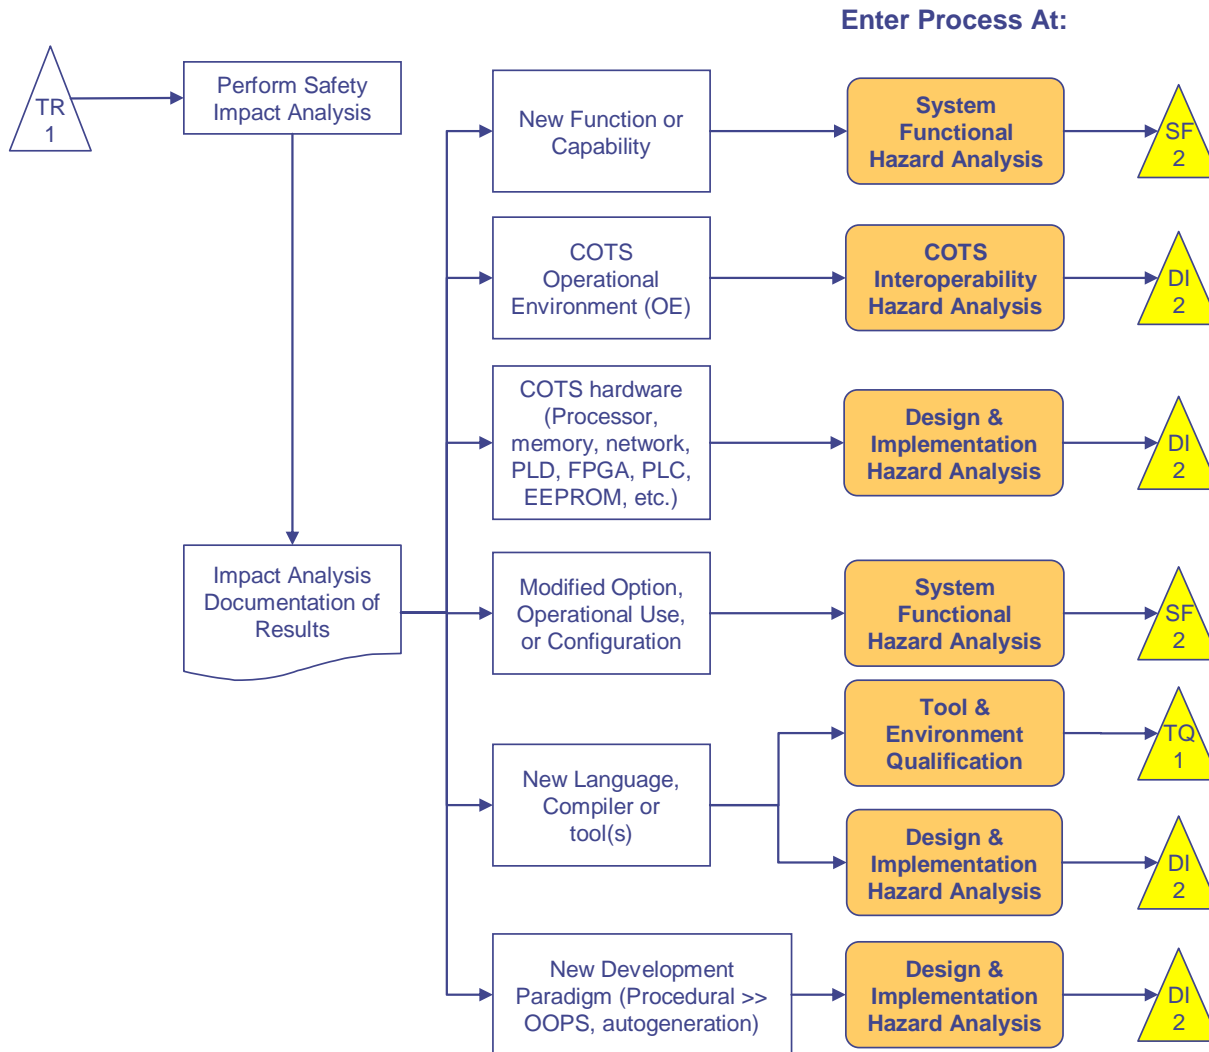 Enter Process At:
TR
1
Perform Safety
Impact Analysis
New Function or
Capability
System
Functional
Hazard Analysis
SF
2
COTS
Operational
Environment (OE)
COTS
Interoperability
Hazard Analysis
DI
2
COTS hardware
(Processor,
memory, network,
PLD, FPGA, PLC,
EEPROM, etc.)
Design &
Implementation
Hazard Analysis
DI
2
Impact Analysis
Documentation of
Results
Modified Option,
Operational Use,
or Configuration
System
Functional
Hazard Analysis
SF
2
New Language,
Compiler or
tool(s)
Tool &
Environment
Qualification
TQ
1
Design &
Implementation
Hazard Analysis
DI
2
New Development
Paradigm (Procedural >>
OOPS, autogeneration)
Design &
Implementation
Hazard Analysis
DI
2